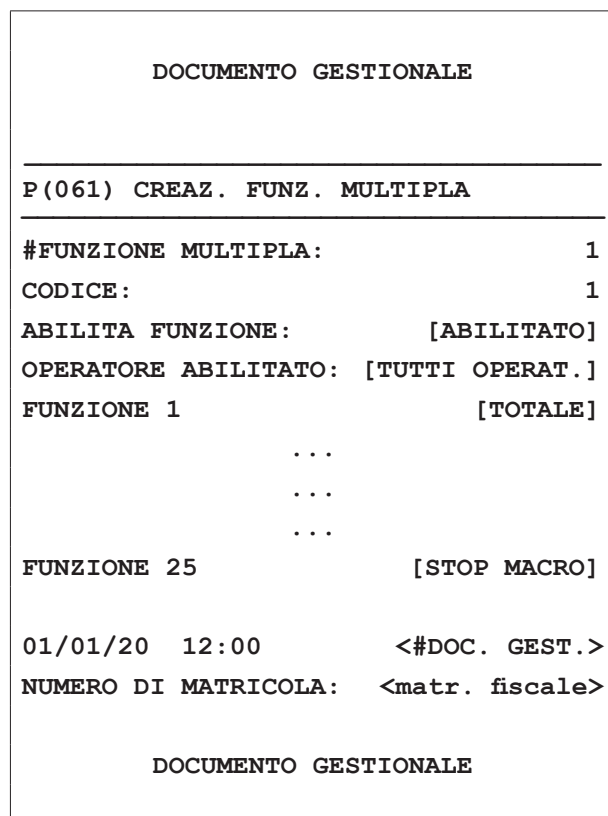 DOCUMENTO GESTIONALE
P(061) CREAZ. FUNZ. MULTIPLA
#FUNZIONE MULTIPLA: 1
CODICE: 1
ABILITA FUNZIONE: [ABILITATO]
OPERATORE ABILITATO: [TUTTI OPERAT.]
FUNZIONE 1 [TOTALE]
...
...
...
FUNZIONE 25 [STOP MACRO]
01/01/20 12:00 <#DOC. GEST.>
NUMERO DI MATRICOLA: <matr. fiscale>
DOCUMENTO GESTIONALE